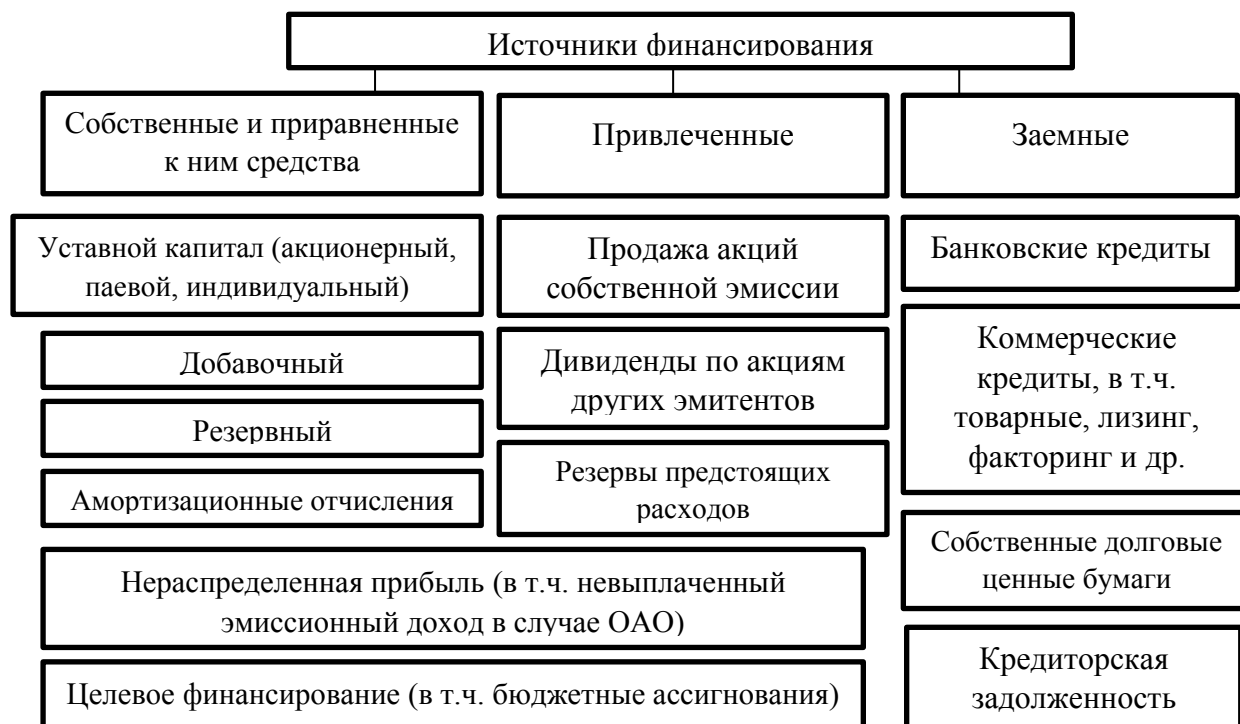 Источники финансирования
Собственные и приравненные
к ним средства
Привлеченные
Заемные
Уставной капитал (акционерный,
паевой, индивидуальный)
Продажа акций
собственной эмиссии
Банковские кредиты
Добавочный
Дивиденды по акциям
других эмитентов
Коммерческие
кредиты, в т.ч.
товарные, лизинг,
факторинг и др.
Резервный
Амортизационные отчисления
Резервы предстоящих
расходов
Собственные долговые
ценные бумаги
Нераспределенная прибыль (в т.ч. невыплаченный
эмиссионный доход в случае ОАО)
Целевое финансирование (в т.ч. бюджетные ассигнования)
Кредиторская
задолженность